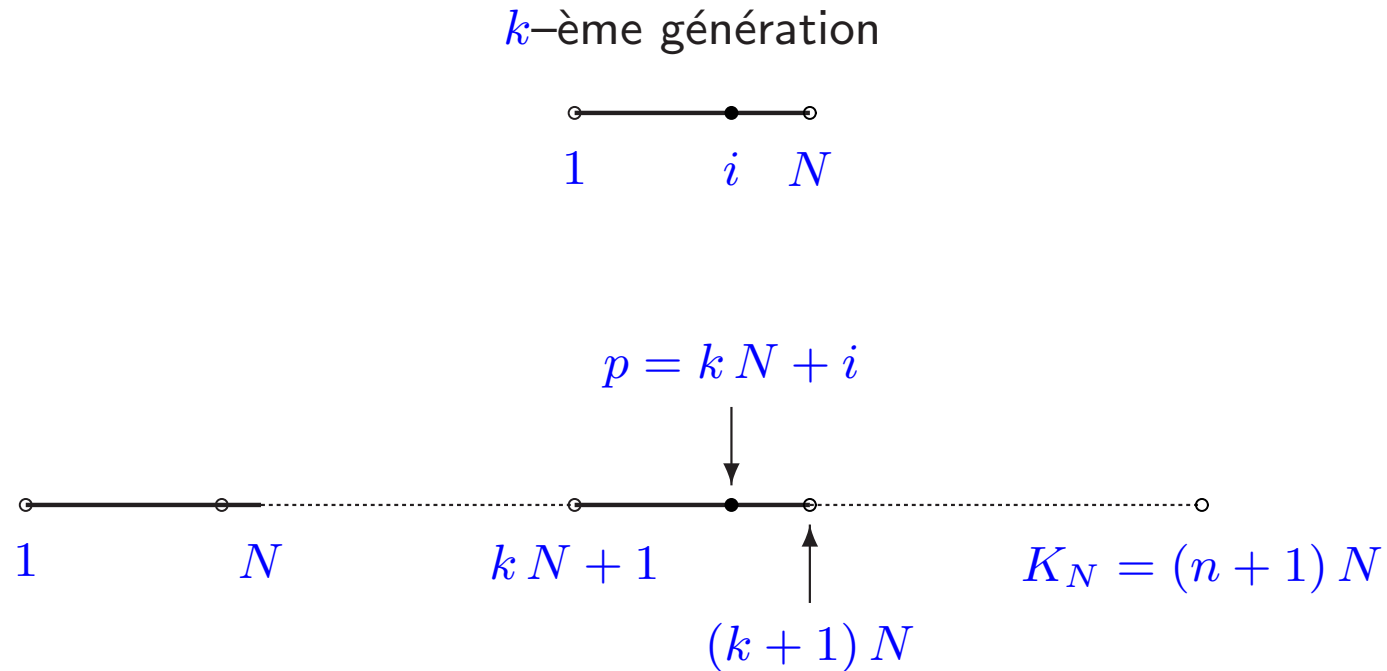 k–ème génération
1 i N
p = k N + i
1 N k N + 1 K_N = (n + 1) N
(k + 1) N